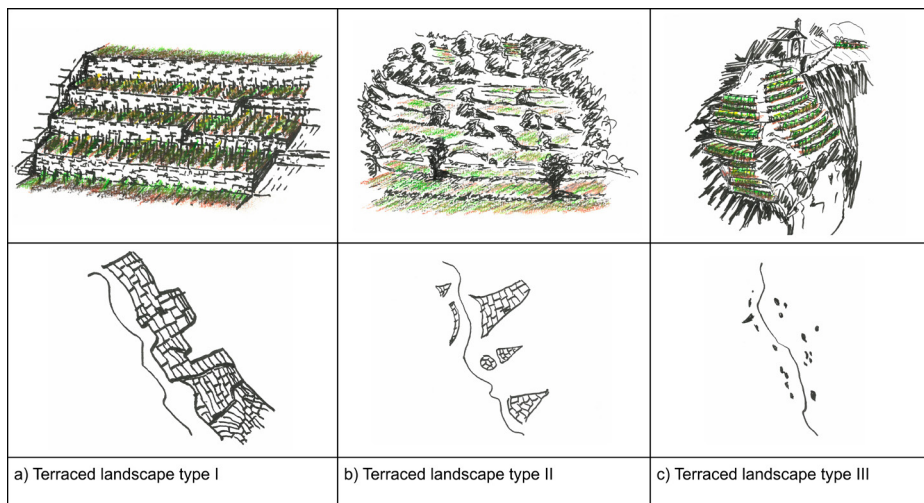 a) Terraced landscape type I
b) Terraced landscape type II
c) Terraced landscape type III